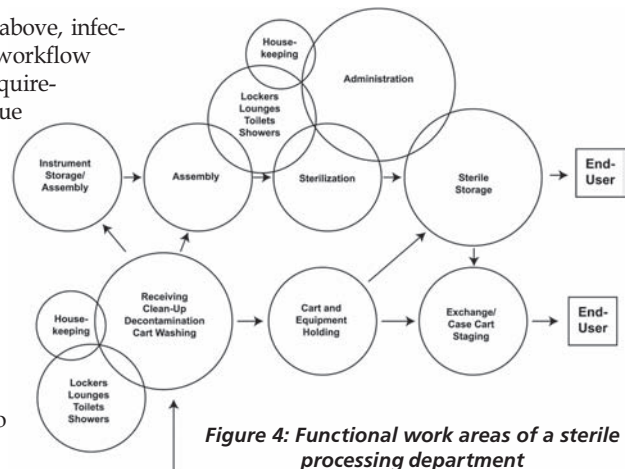 above, infec-
workflow
quire-
ue
House-
keeping
Administration
Lockers
Lounges
Toilets
Showers
Instrument
Storage/
Assembly
Assembly
Sterilization
Sterile
Storage
End-
User
Receiving
Clean-Up
Decontamination
Cart Washing
Cart and
Equipment
Holding
Exchange/
Case Cart
Staging
End-
User
House-
keeping
Lockers
Lounges
Toilets
Showers
o
Figure 4: Functional work areas of a sterile
processing department